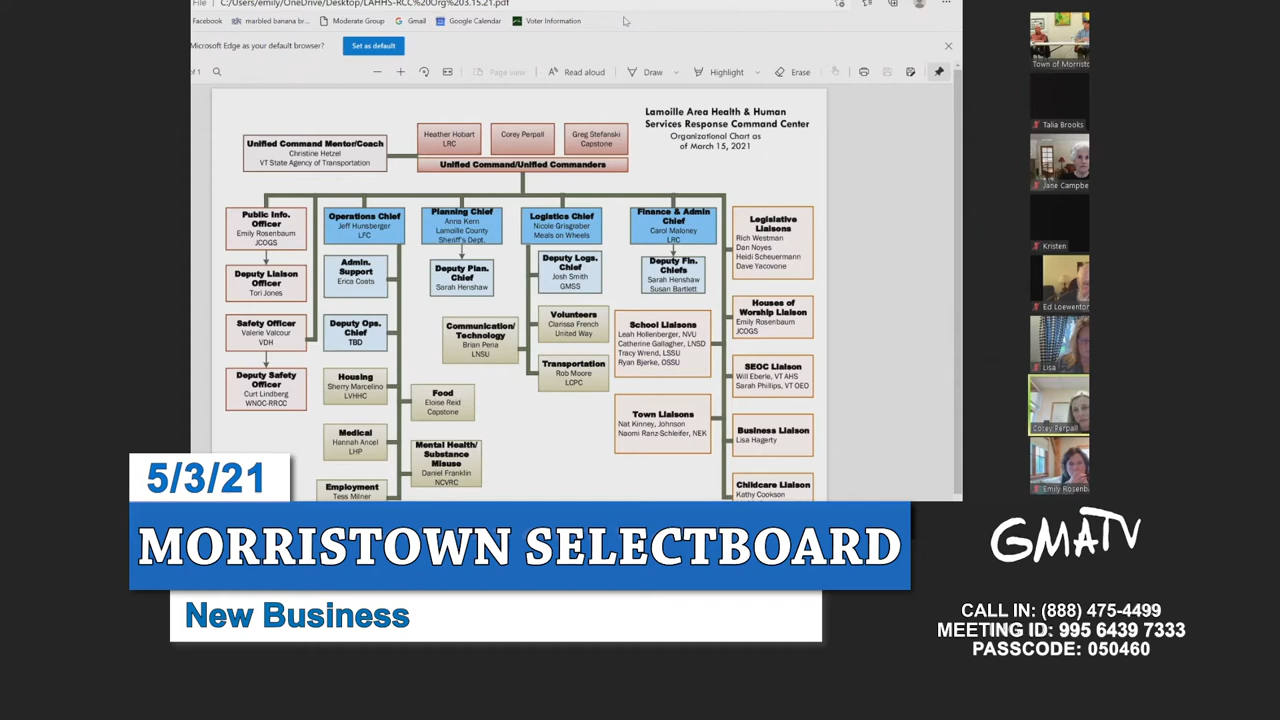 File
C:/Users/emily/OneDrive/Desktop/LAHHS-RCC%20Org%203.15.21.pdf
Facebook
marbled banana br...
Moderate Group
Gmail
Google Calendar
Voter Information
Microsoft Edge as your default browser?
Set as default
of 1
Page view
Read aloud
Draw
Highlight
Erase
Lamoille Area Health & Human
Services Response Command Center
Organizational Chart as
of March 15, 2021
Unified Command Mentor/Coach
Christine Hetzel
VT State Agency of Transportation
Heather Hobart
LRC
Corey Perpall
Greg Stefanski
Capstone
Unified Command/Unified Commanders
Public Info.
Officer
Emily Rosenbaum
JCOGS
Operations Chief
Jeff Hunsberger
LFC
Planning Chief
Anna Kern
Lamoille County
Sheriff's Dept.
Logistics Chief
Nicole Grisgraber
Meals on Wheels
Finance & Admin
Chief
Carol Maloney
LRC
Legislative
Liaisons
Rich Westman
Dan Noyes
Heidi Scheuermann
Dave Yacovone
Deputy Liaison
Officer
Tori Jones
Admin.
Support
Erica Coats
Deputy Plan.
Chief
Sarah Henshaw
Deputy Logs.
Chief
Josh Smith
GMSS
Deputy Fin.
Chiefs
Sarah Henshaw
Susan Bartlett
Safety Officer
Valerie Valcour
VDH
Deputy Ops.
Chief
TBD
Communication/
Technology
Brian Pena
LNSU
Volunteers
Clarissa French
United Way
School Liaisons
Leah Hollenberger, NVU
Catherine Gallagher, LNSD
Tracy Wrend, LSSU
Ryan Bjerke, OSSU
Houses of
Worship Liaison
Emily Rosenbaum
JCOGS
Deputy Safety
Officer
Curt Lindberg
WNOC-RRCC
Housing
Sherry Marcelino
LVHHC
Food
Eloise Reid
Capstone
Transportation
Rob Moore
LCPC
SEOC Liaison
Will Eberle, VT AHS
Sarah Phillips, VT OEO
Medical
Hannah Ancel
LHP
Mental Health/
Substance
Misuse
Daniel Franklin
NCVRC
Town Liaisons
Nat Kinney, Johnson
Naomi Ranz-Schleifer, NEK
Business Liaison
Lisa Hagerty
Employment
Tess Milner
Childcare Liaison
Kathy Cookson
Town of Morrist
Talia Brooks
Jane Campbe
Kristen
Ed Loewenton
Lisa
Corey Perpall
Emily Rosenb
5/3/21
MORRISTOWN SELECTBOARD
New Business
GMATV
CALL IN: (888) 475-4499
MEETING ID: 995 6439 7333
PASSCODE: 050460